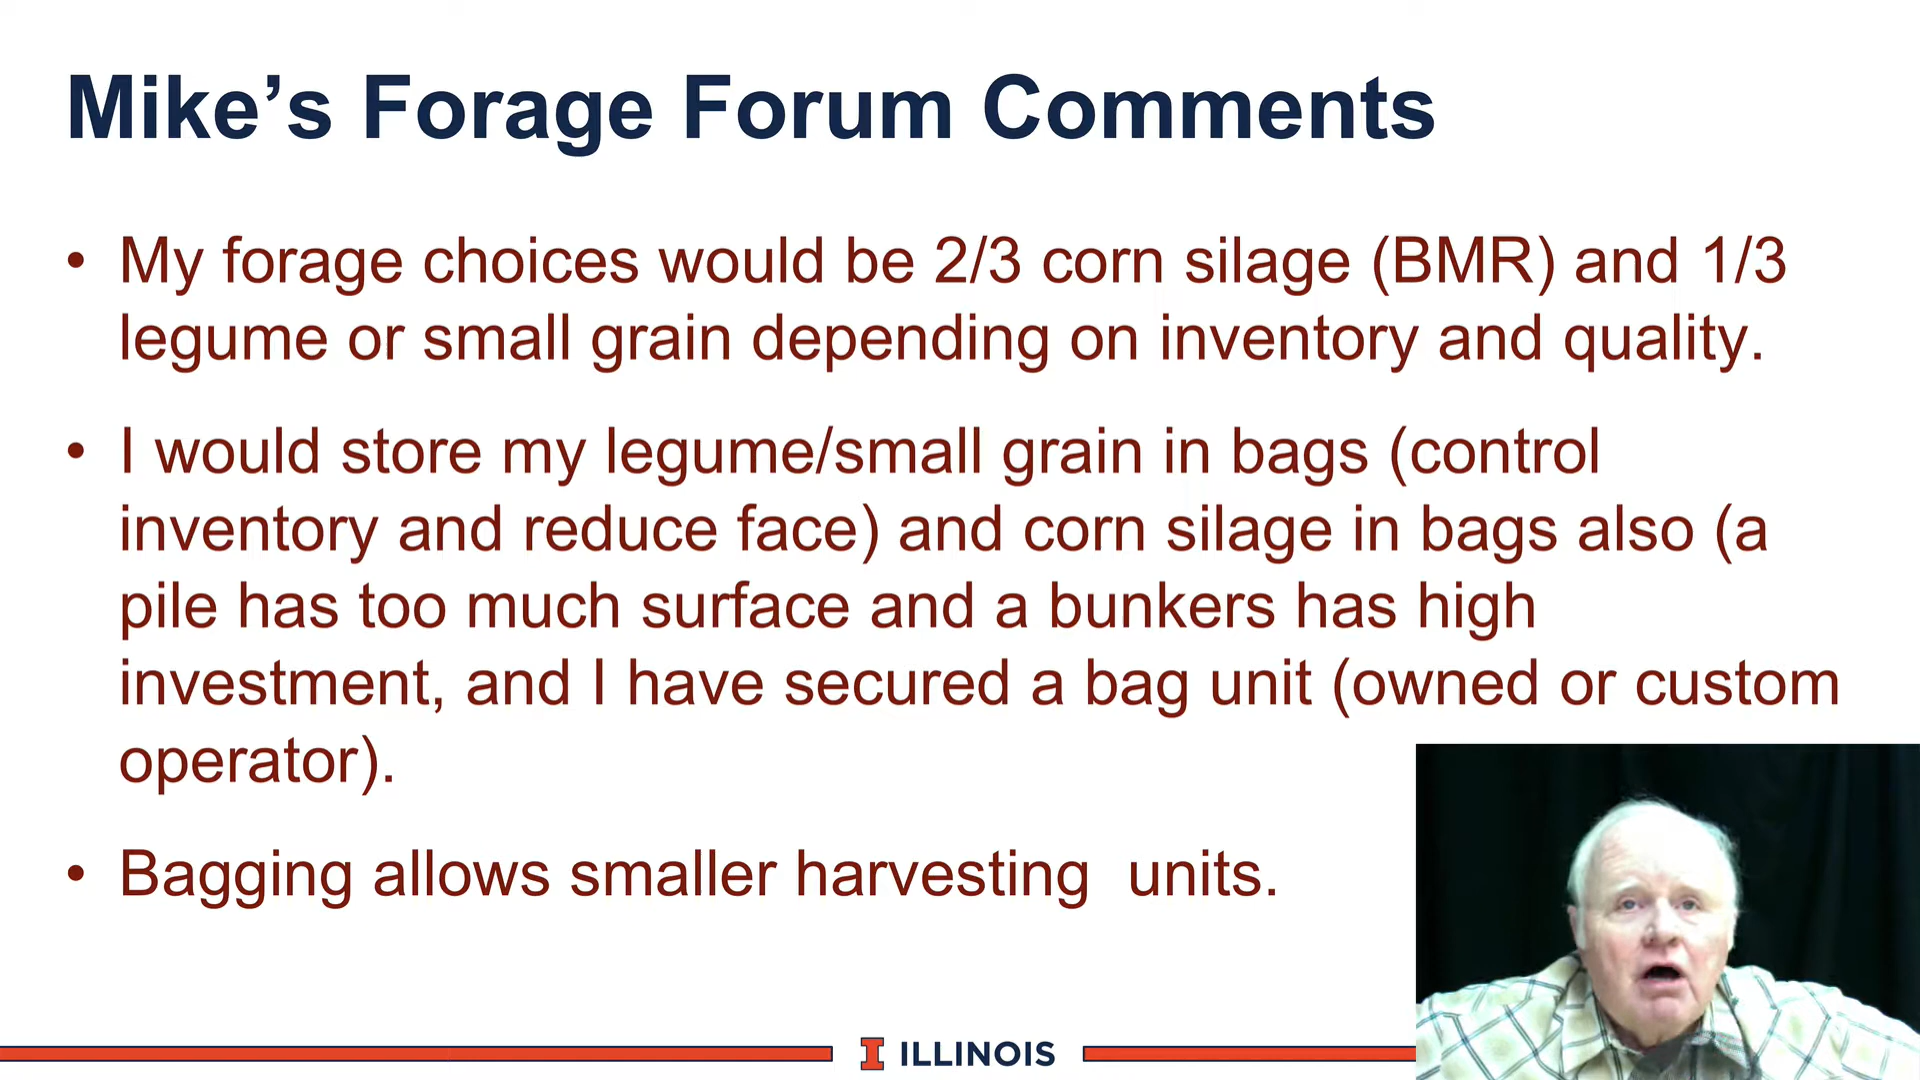 Mike’s Forage Forum Comments
• My forage choices would be 2/3 corn silage (BMR) and 1/3
legume or small grain depending on inventory and quality.
• I would store my legume/small grain in bags (control
inventory and reduce face) and corn silage in bags also (a
pile has too much surface and a bunkers has high
investment, and I have secured a bag unit (owned or custom
operator).
• Bagging allows smaller harvesting  units.
I ILLINOIS